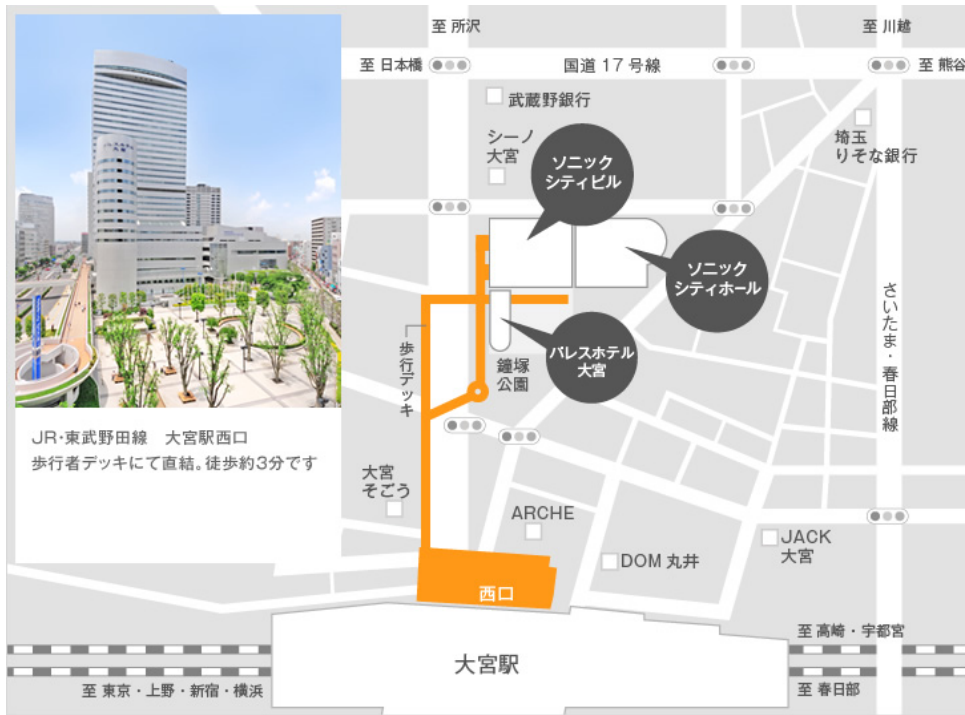 至 所沢
至 川越
至 日本橋
国道 17 号線
至 熊谷
武蔵野銀行
シーノ
大宮
ソニック
シティビル
埼玉
りそな銀行
ソニック
シティホール
さいたま・春日部線
パレスホテル
大宮
歩行デッキ
鐘塚
公園
JR・東武野田線　大宮駅西口
歩行者デッキにて直結。徒歩約3分です
大宮
そごう
ARCHE
JACK
大宮
DOM 丸井
西口
至 高崎・宇都宮
大宮駅
至 東京・上野・新宿・横浜
至 春日部